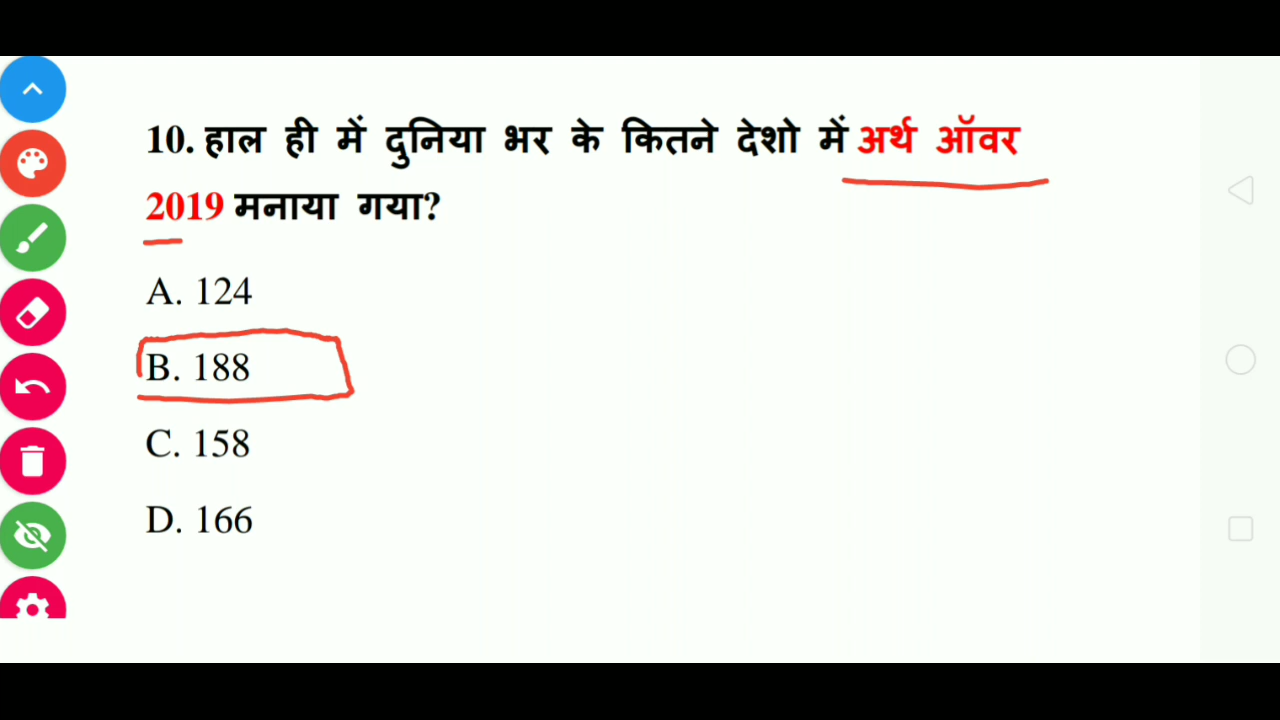 10. हाल ही में दुनिया भर के कितने देशो में अर्थ ऑवर
2019 मनाया गया?
A. 124
B. 188
C. 158
D. 166